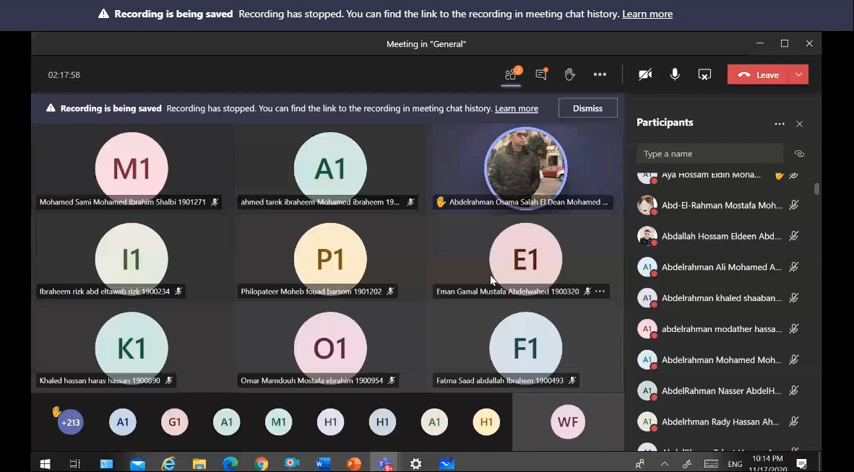 Recording is being saved Recording has stopped. You can find the link to the recording in meeting chat history. Learn more
Meeting in "General"
02:17:58
2
Leave
Recording is being saved Recording has stopped. You can find the link to the recording in meeting chat history. Learn more
Dismiss
M1
A1
Mohamed Sami Mohamed Ibrahim Shalbi 1901271
ahmed tarek ibraheem Mohamed ibraheem 19...
Abdelrahman Osama Salah El Dean Mohamed ...
I1
P1
E1
Ibraheem rizk abd eltawab rizk 1900234
Philopateer Moheb fouad barsom 1901202
Eman Gamal Mustafa Abdelwahed 1900320
K1
O1
F1
Khaled hassan haras hassan 1900890
Omar Mamdouh Mostafa ebrahim 1900954
Fatma Saad abdallah Ibrahem 1900493
+213
A1
G1
A1
M1
H1
H1
A1
H1
WF
Participants
Type a name
Aya Hossam Eldin Moha...
Abd-El-Rahman Mostafa Moh...
Abdallah Hossam Eldeen Abd...
A1 Abdelrahman Ali Mohamed A...
A1 Abdelrahman khaled shaaban...
A1 abdelrahman modather hassa...
A1 Abdelrahman Mohamed Moh...
A1 AbdelRahman Nasser AbdelH...
A1 Abdelrhman Rady Hassan Ah...
ENG
10:14 PM
11/17/2020